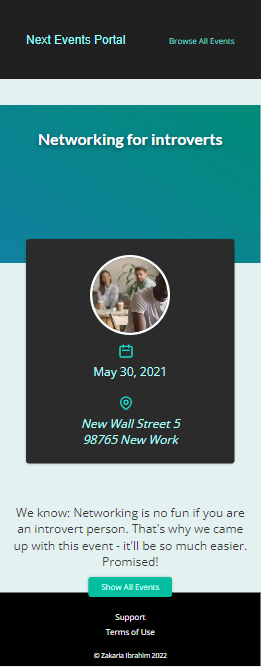 Next Events Portal
Browse All Events
Networking for introverts
May 30, 2021
New Wall Street 5
98765 New Work
We know: Networking is no fun if you are
an introvert person. That's why we came
up with this event - it'll be so much easier.
Promised!
Show All Events
Support
Terms of Use
© Zakaria Ibrahim 2022